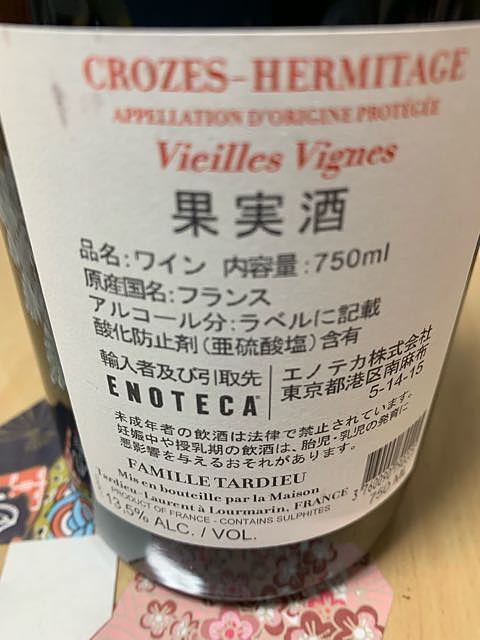 CROZES-HERMITAGE
APPELLATION D'ORIGINE PROTÉGÉE
Vieilles Vignes
果実酒
品名:ワイン 内容量:750ml
原産国名:フランス
アルコール分:ラベルに記載
酸化防止剤(亜硫酸塩)含有
輸入者及び引取先
ENOTECA
エノテカ株式会社
東京都港区南麻布
5-14-15
未成年者の飲酒は法律で禁止されています。
妊娠中や授乳期の飲酒は、胎児・乳児の発育に
悪影響を与えるおそれがあります。
FAMILLE TARDIEU
Mis en bouteille par la Maison
Tardieu-Laurent à Lourmarin, FRANCE
PRODUCT OF FRANCE - CONTAINS SULPHITES
13.5% ALC. / VOL.
750 ML